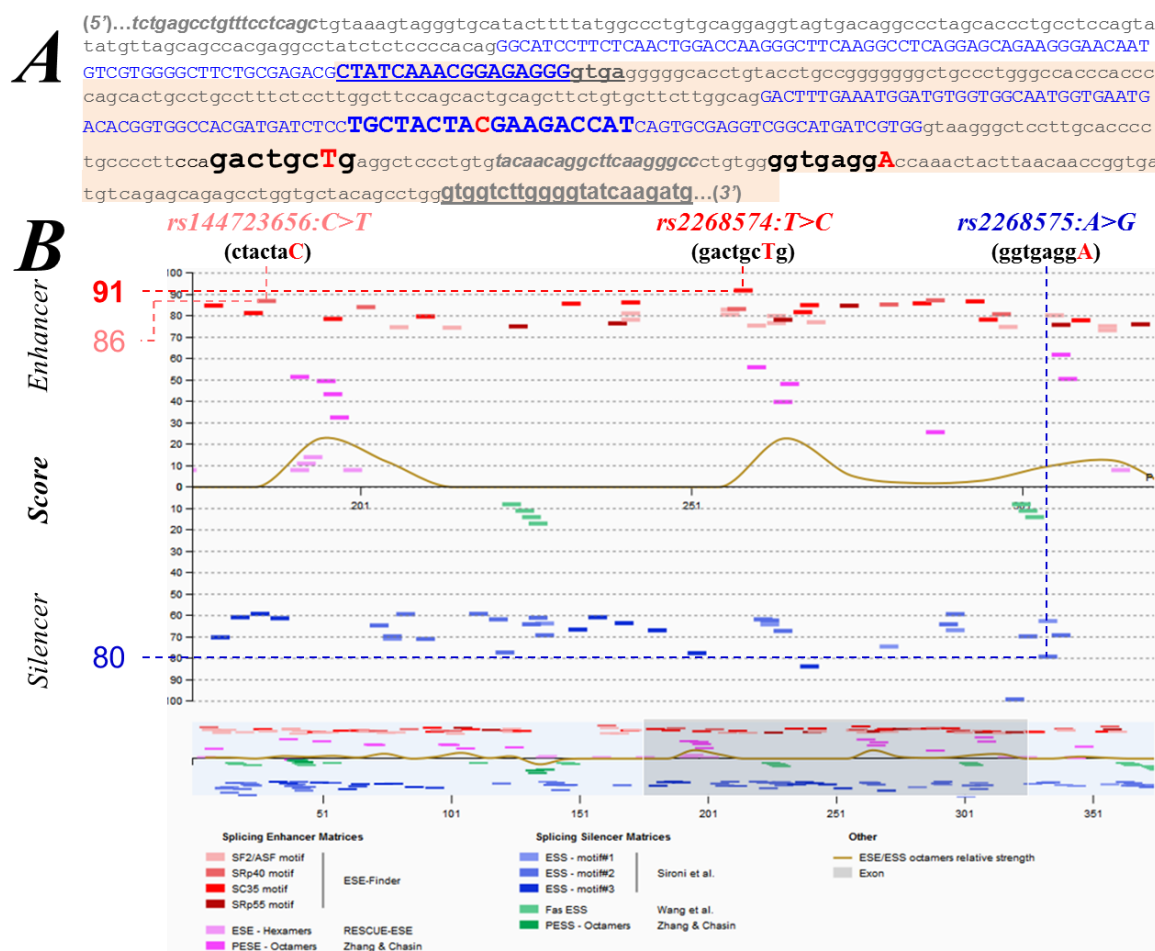 A
(5')...tctgagcctgtttcctcagctgtaaagtagggtgcatacttttatggccctgtgcaggaggtagtgacaggccctagcaccctgcctccagta
tatgttagcagccacgaggcctatctctccccacagGGCATCCTTCTCAACTGGACCAAGGGCTTCAAGGCCTCAGGAGCAGAAGGGAACAAT
GTCGTGGGGCTTCTGCGAGACGCTATCAAACGGAGAGGGgtgagggggcacctgtacctgccgggggggctgccctgggcccacccaccc
cagcactgcctgcctttctccttggcttccagcactgcagcttctgtgcttcttggcagGACTTTGAAATGGATGTGGTGGCAATGGTGAATG
ACACGGTGGCCACGATGATCTCCTGCTACTACGAAGACCATCAGTGCGAGGTCGGCATGATCGTGGgtaagggctccttgcacccc
tgccccttccagactgcTgaggctccctgtgtacaacaggcttcaagggccctgtggggtgaggAccaaactacttaacaaccggtga
tgtcagagcagagcctggtgctacagcctgggtggtcttggggtatcaagatg...(3')
B
rs144723656:C>T rs2268574:T>C rs2268575:A>G
(ctactaC) (gactgcTg) (ggtgaggA)
Enhancer
Score
Silencer
91
86
80
100
90
80
70
60
50
40
30
20
10
0
10
20
30
40
50
60
70
80
90
100
201 251 301
51 101 151 201 251 301 351
Splicing Enhancer Matrices
SF2/ASF motif
SRp40 motif
SC35 motif
SRp55 motif
ESE-Finder
ESE - Hexamers RESCUE-ESE
PESE - Octamers Zhang & Chasin
Splicing Silencer Matrices
ESS - motif#1
ESS - motif#2
ESS - motif#3
Sironi et al.
Fas ESS Wang et al.
PESS - Octamers Zhang & Chasin
Other
ESE/ESS octamers relative strength
Exon